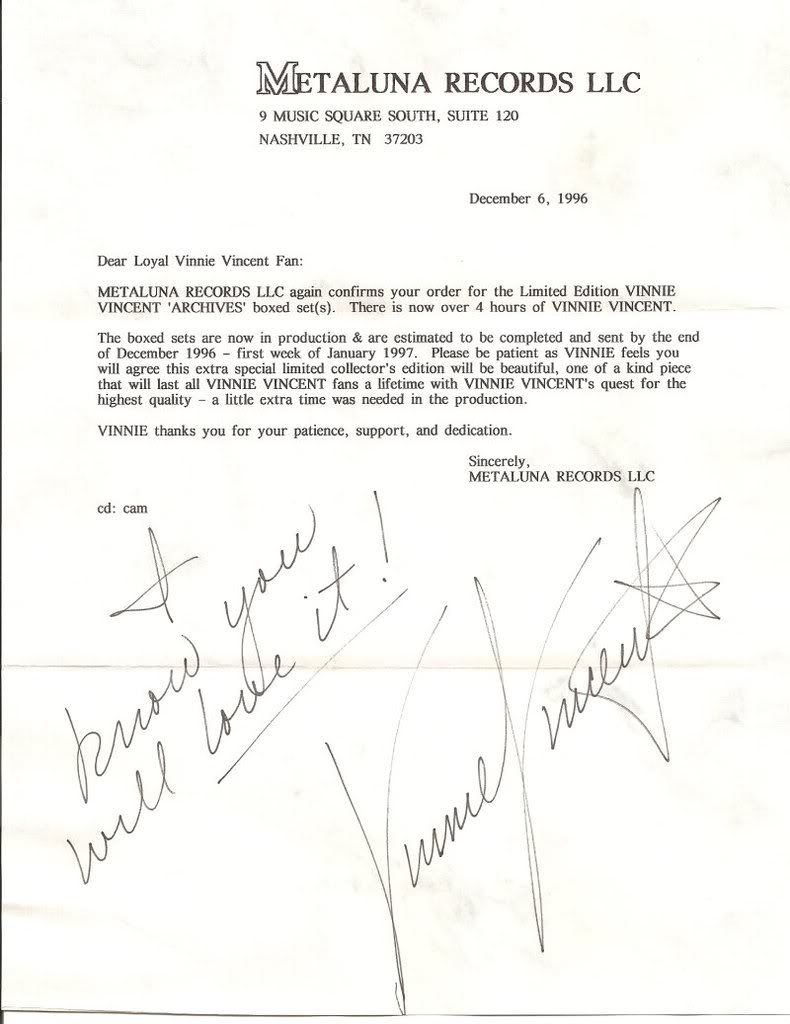 METALUNA RECORDS LLC
9 MUSIC SQUARE SOUTH, SUITE 120
NASHVILLE, TN 37203
December 6, 1996
Dear Loyal Vinnie Vincent Fan:
METALUNA RECORDS LLC again confirms your order for the Limited Edition VINNIE
VINCENT 'ARCHIVES' boxed set(s). There is now over 4 hours of VINNIE VINCENT.
The boxed sets are now in production & are estimated to be completed and sent by the end
of December 1996 – first week of January 1997. Please be patient as VINNIE feels you
will agree this extra special limited collector's edition will be beautiful, one of a kind piece
that will last all VINNIE VINCENT fans a lifetime with VINNIE VINCENT's quest for the
highest quality – a little extra time was needed in the production.
VINNIE thanks you for your patience, support, and dedication.
Sincerely,
METALUNA RECORDS LLC
cd: cam
I
know you
will love it!
Vinnie Vincent